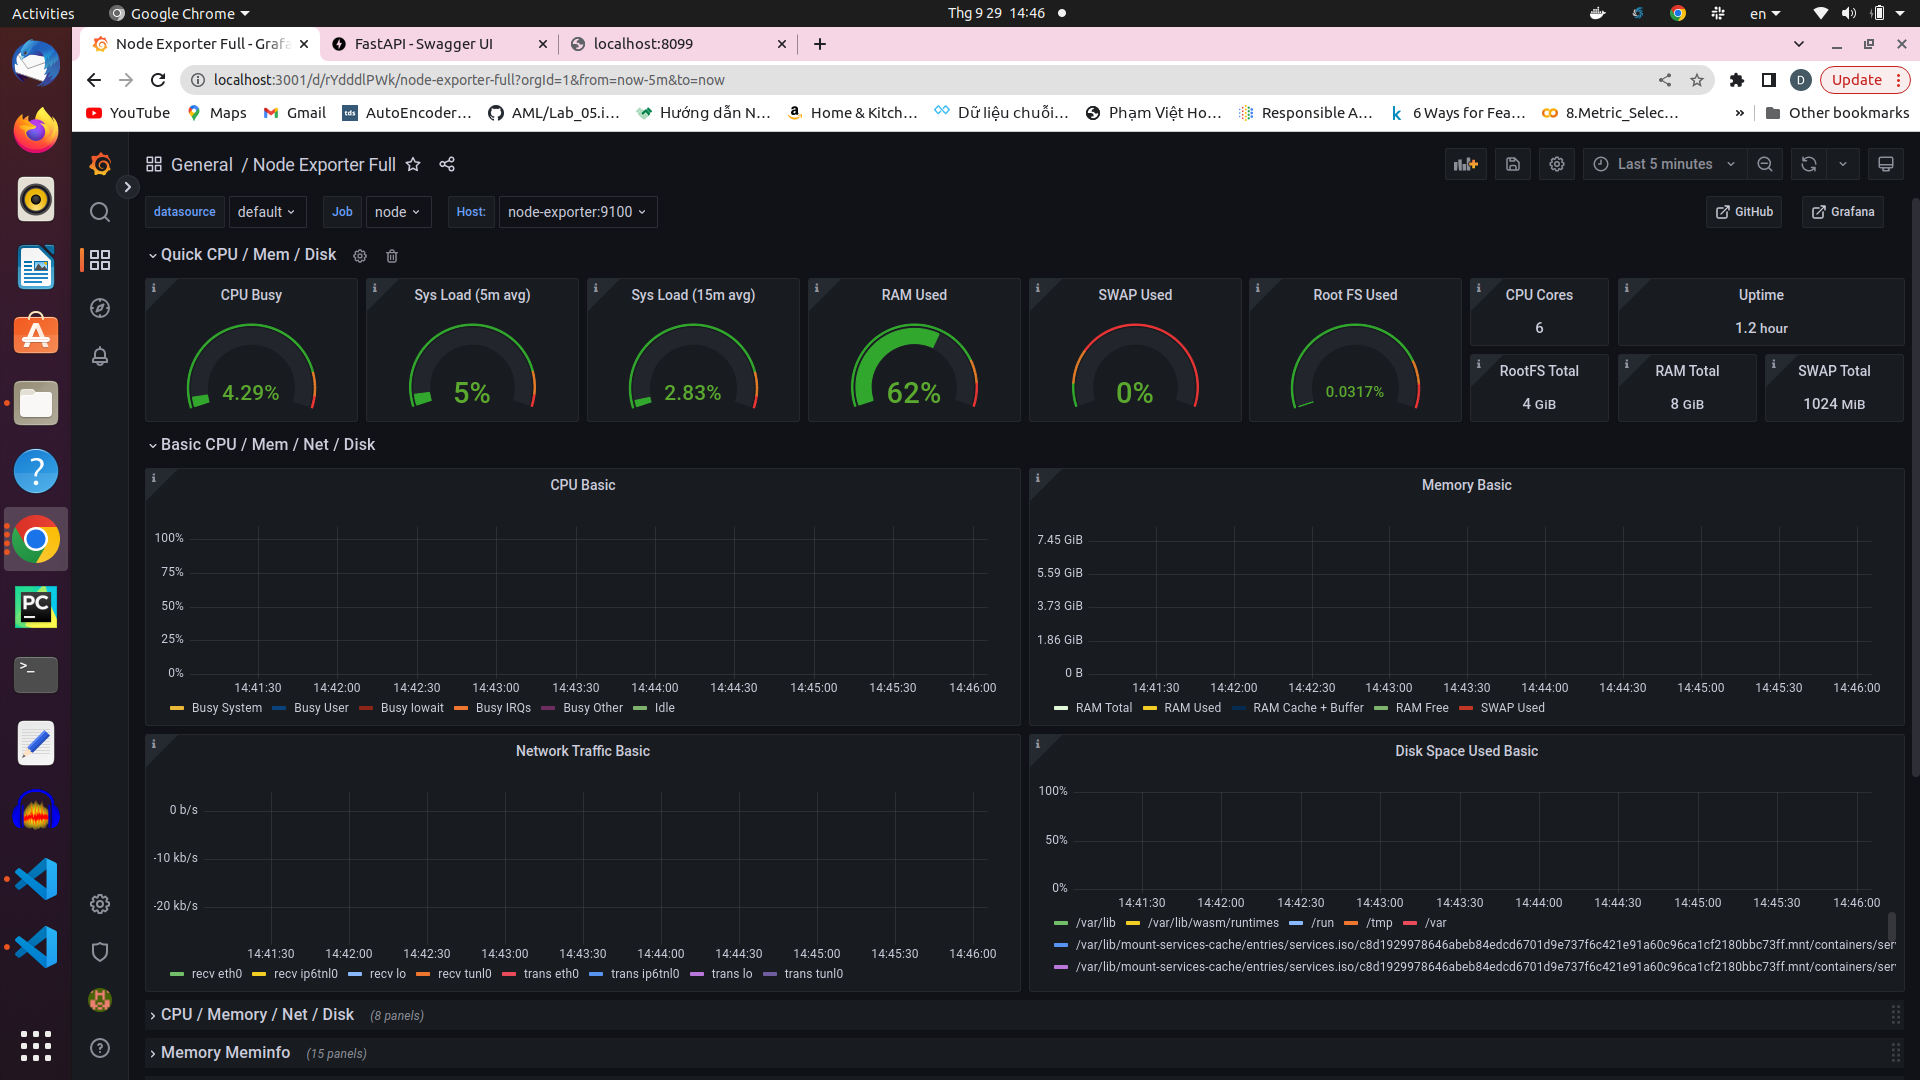 Activities Google Chrome Thg 9 29 14:46 en
Node Exporter Full - Grafa FastAPI - Swagger UI localhost:8099
localhost:3001/d/rYdddlPWk/node-exporter-full?orgId=1&from=now-5m&to=now D Update
YouTube Maps Gmail tds AutoEncoder... AML/Lab_05.i... Hướng dẫn N... Home & Kitch... Dữ liệu chuỗi... Phạm Việt Ho... Responsible A... 6 Ways for Fea... 8.Metric_Selec... » Other bookmarks
General / Node Exporter Full Last 5 minutes
datasource default Job node Host: node-exporter:9100 GitHub Grafana
Quick CPU / Mem / Disk
CPU Busy Sys Load (5m avg) Sys Load (15m avg) RAM Used SWAP Used Root FS Used CPU Cores Uptime
6 1.2 hour
4.29% 5% 2.83% 62% 0% 0.0317%
RootFS Total RAM Total SWAP Total
4 GiB 8 GiB 1024 MiB
Basic CPU / Mem / Net / Disk
CPU Basic
100%
75%
50%
25%
0%
14:41:30 14:42:00 14:42:30 14:43:00 14:43:30 14:44:00 14:44:30 14:45:00 14:45:30 14:46:00
Busy System Busy User Busy Iowait Busy IRQs Busy Other Idle
Memory Basic
7.45 GiB
5.59 GiB
3.73 GiB
1.86 GiB
0 B
14:41:30 14:42:00 14:42:30 14:43:00 14:43:30 14:44:00 14:44:30 14:45:00 14:45:30 14:46:00
RAM Total RAM Used RAM Cache + Buffer RAM Free SWAP Used
Network Traffic Basic
0 b/s
-10 kb/s
-20 kb/s
14:41:30 14:42:00 14:42:30 14:43:00 14:43:30 14:44:00 14:44:30 14:45:00 14:45:30 14:46:00
recv eth0 recv ip6tnl0 recv lo recv tunl0 trans eth0 trans ip6tnl0 trans lo trans tunl0
Disk Space Used Basic
100%
50%
0%
14:41:30 14:42:00 14:42:30 14:43:00 14:43:30 14:44:00 14:44:30 14:45:00 14:45:30 14:46:00
/var/lib /var/lib/wasm/runtimes /run /tmp /var
/var/lib/mount-services-cache/entries/services.iso/c8d1929978646abeb84edcd6701d9e737f6c421e91a60c96ca1cf2180bbc73ff.mnt/containers/ser
/var/lib/mount-services-cache/entries/services.iso/c8d1929978646abeb84edcd6701d9e737f6c421e91a60c96ca1cf2180bbc73ff.mnt/containers/ser
CPU / Memory / Net / Disk (8 panels)
Memory Meminfo (15 panels)